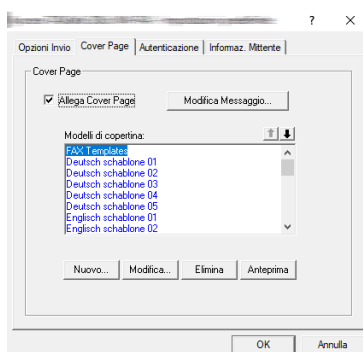 Opzioni Invio Cover Page Autenticazione Informaz. Mittente
Cover Page
Allega Cover Page Modifica Messaggio...
Modelli di copertina:
FAX Templates
Deutsch schablone 01
Deutsch schablone 02
Deutsch schablone 03
Deutsch schablone 04
Deutsch schablone 05
Englisch schablone 01
Englisch schablone 02
Nuovo... Modifica... Elimina Anteprima
OK Annulla